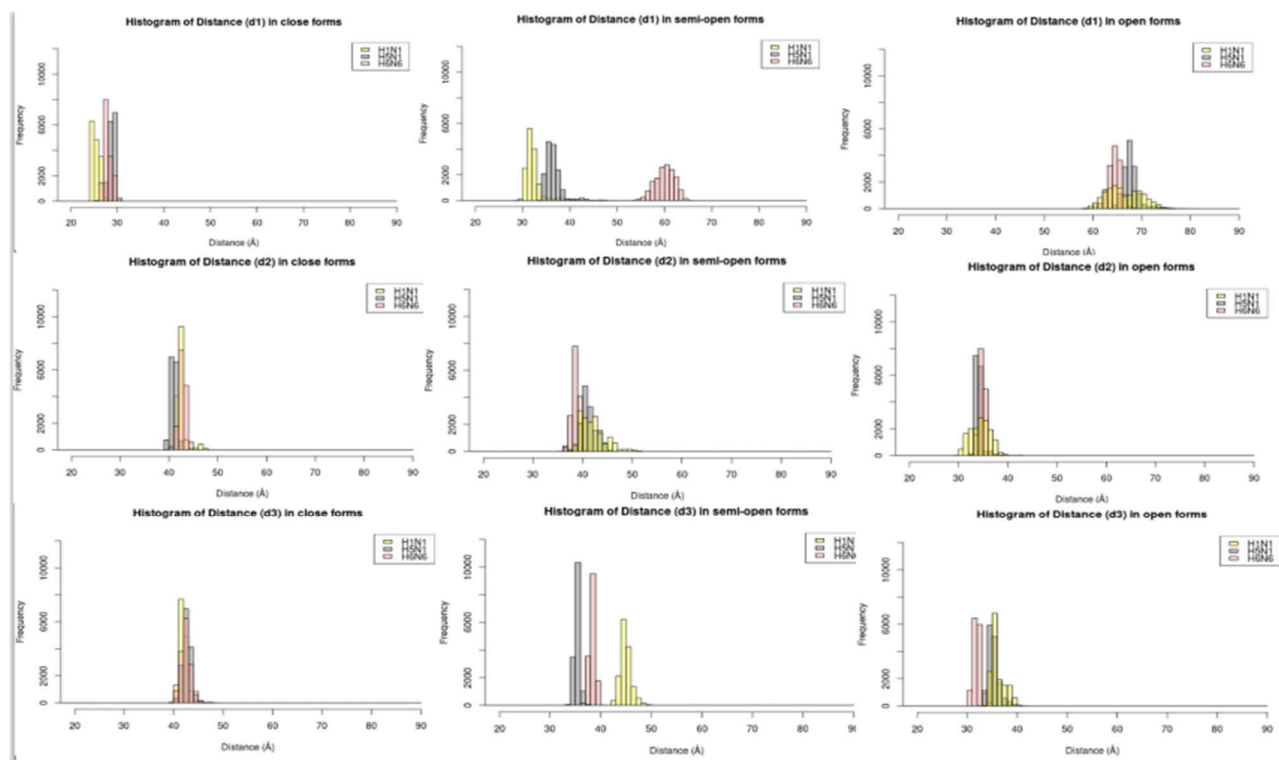 Histogram of Distance (d1) in close forms
H1N1
H5N1
H6N6
Frequency
0 2000 6000 10000
20 30 40 50 60 70 80 90
Distance (Å)
Histogram of Distance (d1) in semi-open forms
H1N1
H5N1
H6N6
Frequency
0 2000 6000 10000
20 30 40 50 60 70 80 90
Distance (Å)
Histogram of Distance (d1) in open forms
H1N1
H5N1
H6N6
Frequency
0 2000 6000 10000
20 30 40 50 60 70 80 90
Distance (Å)
Histogram of Distance (d2) in close forms
H1N1
H5N1
H6N6
Frequency
0 2000 6000 10000
20 30 40 50 60 70 80 90
Distance (Å)
Histogram of Distance (d2) in semi-open forms
H1N1
H5N1
H6N6
Frequency
0 2000 6000 10000
20 30 40 50 60 70 80 90
Distance (Å)
Histogram of Distance (d2) in open forms
H1N1
H5N1
H6N6
Frequency
0 2000 6000 10000
20 30 40 50 60 70 80 90
Distance (Å)
Histogram of Distance (d3) in close forms
H1N1
H5N1
H6N6
Frequency
0 2000 6000 10000
20 30 40 50 60 70 80 90
Distance (Å)
Histogram of Distance (d3) in semi-open forms
H1N
H5N
H6N
Frequency
0 2000 6000 10000
20 30 40 50 60 70 80 90
Distance (Å)
Histogram of Distance (d3) in open forms
H1N1
H5N1
H6N6
Frequency
0 2000 6000 10000
20 30 40 50 60 70 80 90
Distance (Å)